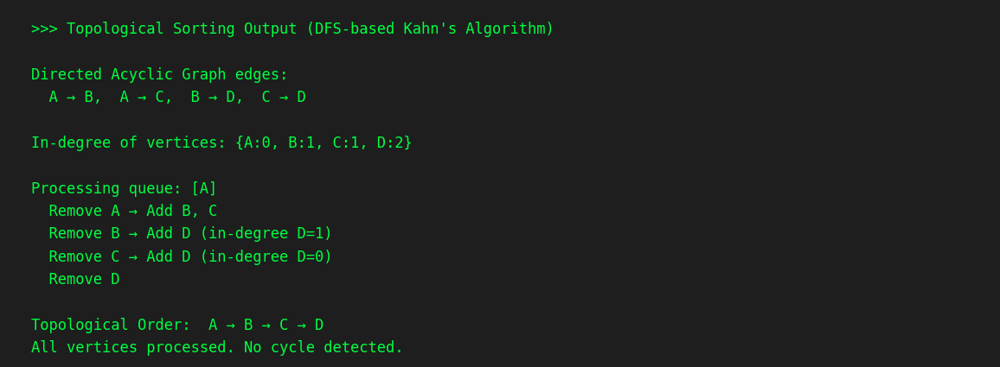 >>> Topological Sorting Output (DFS-based Kahn's Algorithm)
Directed Acyclic Graph edges:
A → B, A → C, B → D, C → D
In-degree of vertices: {A:0, B:1, C:1, D:2}
Processing queue: [A]
Remove A → Add B, C
Remove B → Add D (in-degree D=1)
Remove C → Add D (in-degree D=0)
Remove D
Topological Order: A → B → C → D
All vertices processed. No cycle detected.